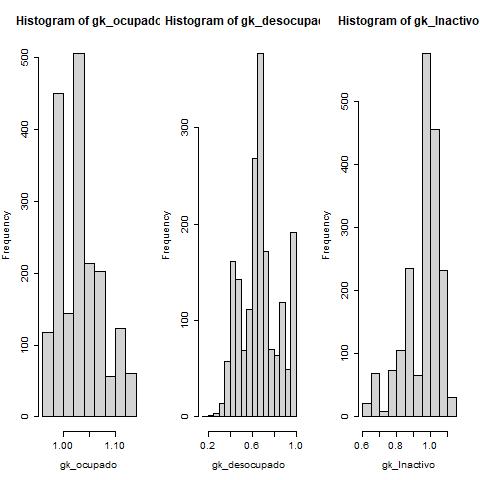 Histogram of gk_ocupado
Frequency
0
100
200
300
400
500
1.00
1.10
gk_ocupado
Histogram of gk_desocupa
Frequency
0
100
200
300
0.2
0.6
1.0
gk_desocupado
Histogram of gk_Inactivo
Frequency
0
100
200
300
400
500
0.6
0.8
1.0
gk_Inactivo